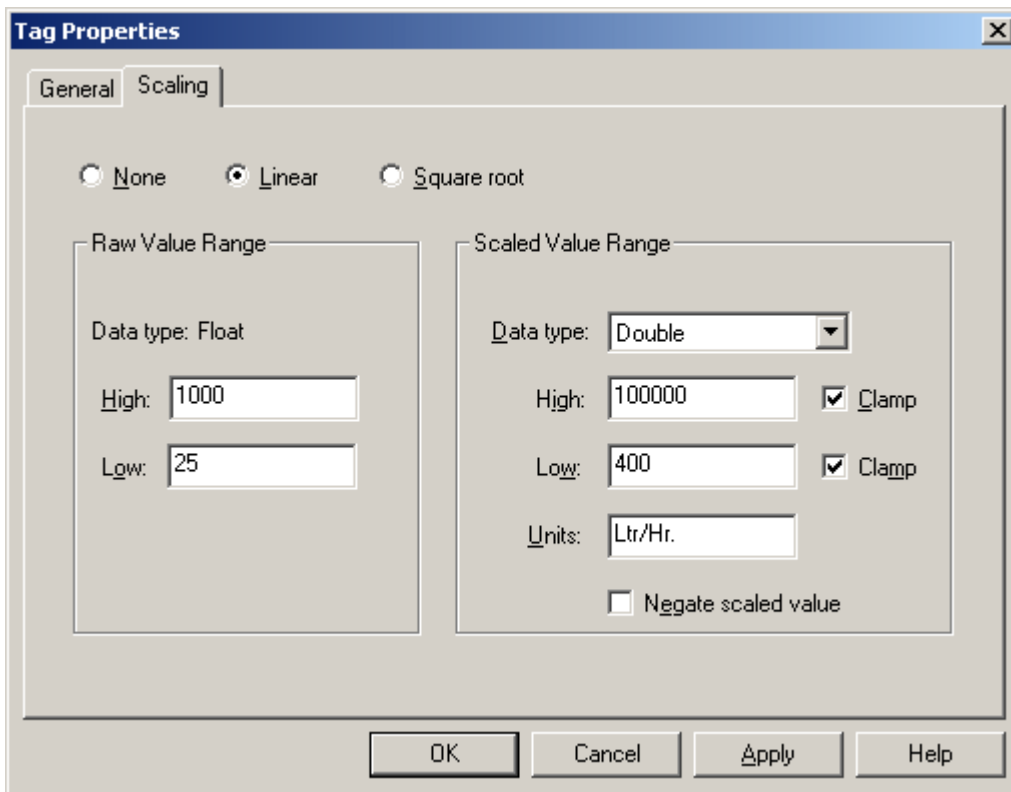 Tag Properties
General Scaling
None Linear Square root
Raw Value Range
Data type: Float
High: 1000
Low: 25
Scaled Value Range
Data type: Double
High: 100000 Clamp
Low: 400 Clamp
Units: Ltr/Hr.
Negate scaled value
OK Cancel Apply Help